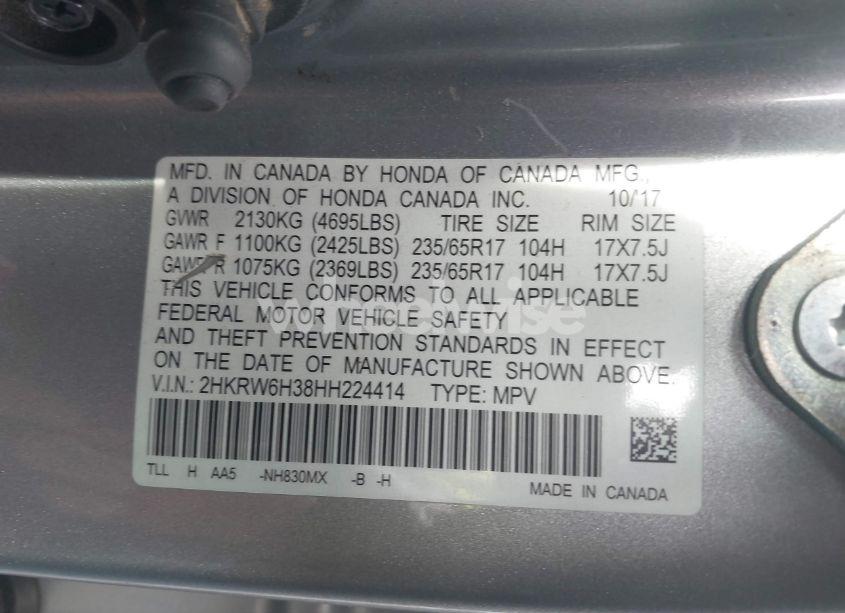 MFD. IN CANADA BY HONDA OF CANADA MFG.,
A DIVISION OF HONDA CANADA INC. 10/'17
GVWR 2130KG (4695LBS) TIRE SIZE RIM SIZE
GAWR F 1100KG (2425LBS) 235/65R17 104H 17X7.5J
GAWR R 1075KG (2369LBS) 235/65R17 104H 17X7.5J
THIS VEHICLE CONFORMS TO ALL APPLICABLE
FEDERAL MOTOR VEHICLE SAFETY
AND THEFT PREVENTION STANDARDS IN EFFECT
ON THE DATE OF MANUFACTURE SHOWN ABOVE.
V.I.N.: 2HKRW6H38HH224414 TYPE: MPV
TLL H AA5 -NH830MX -B -H
MADE IN CANADA